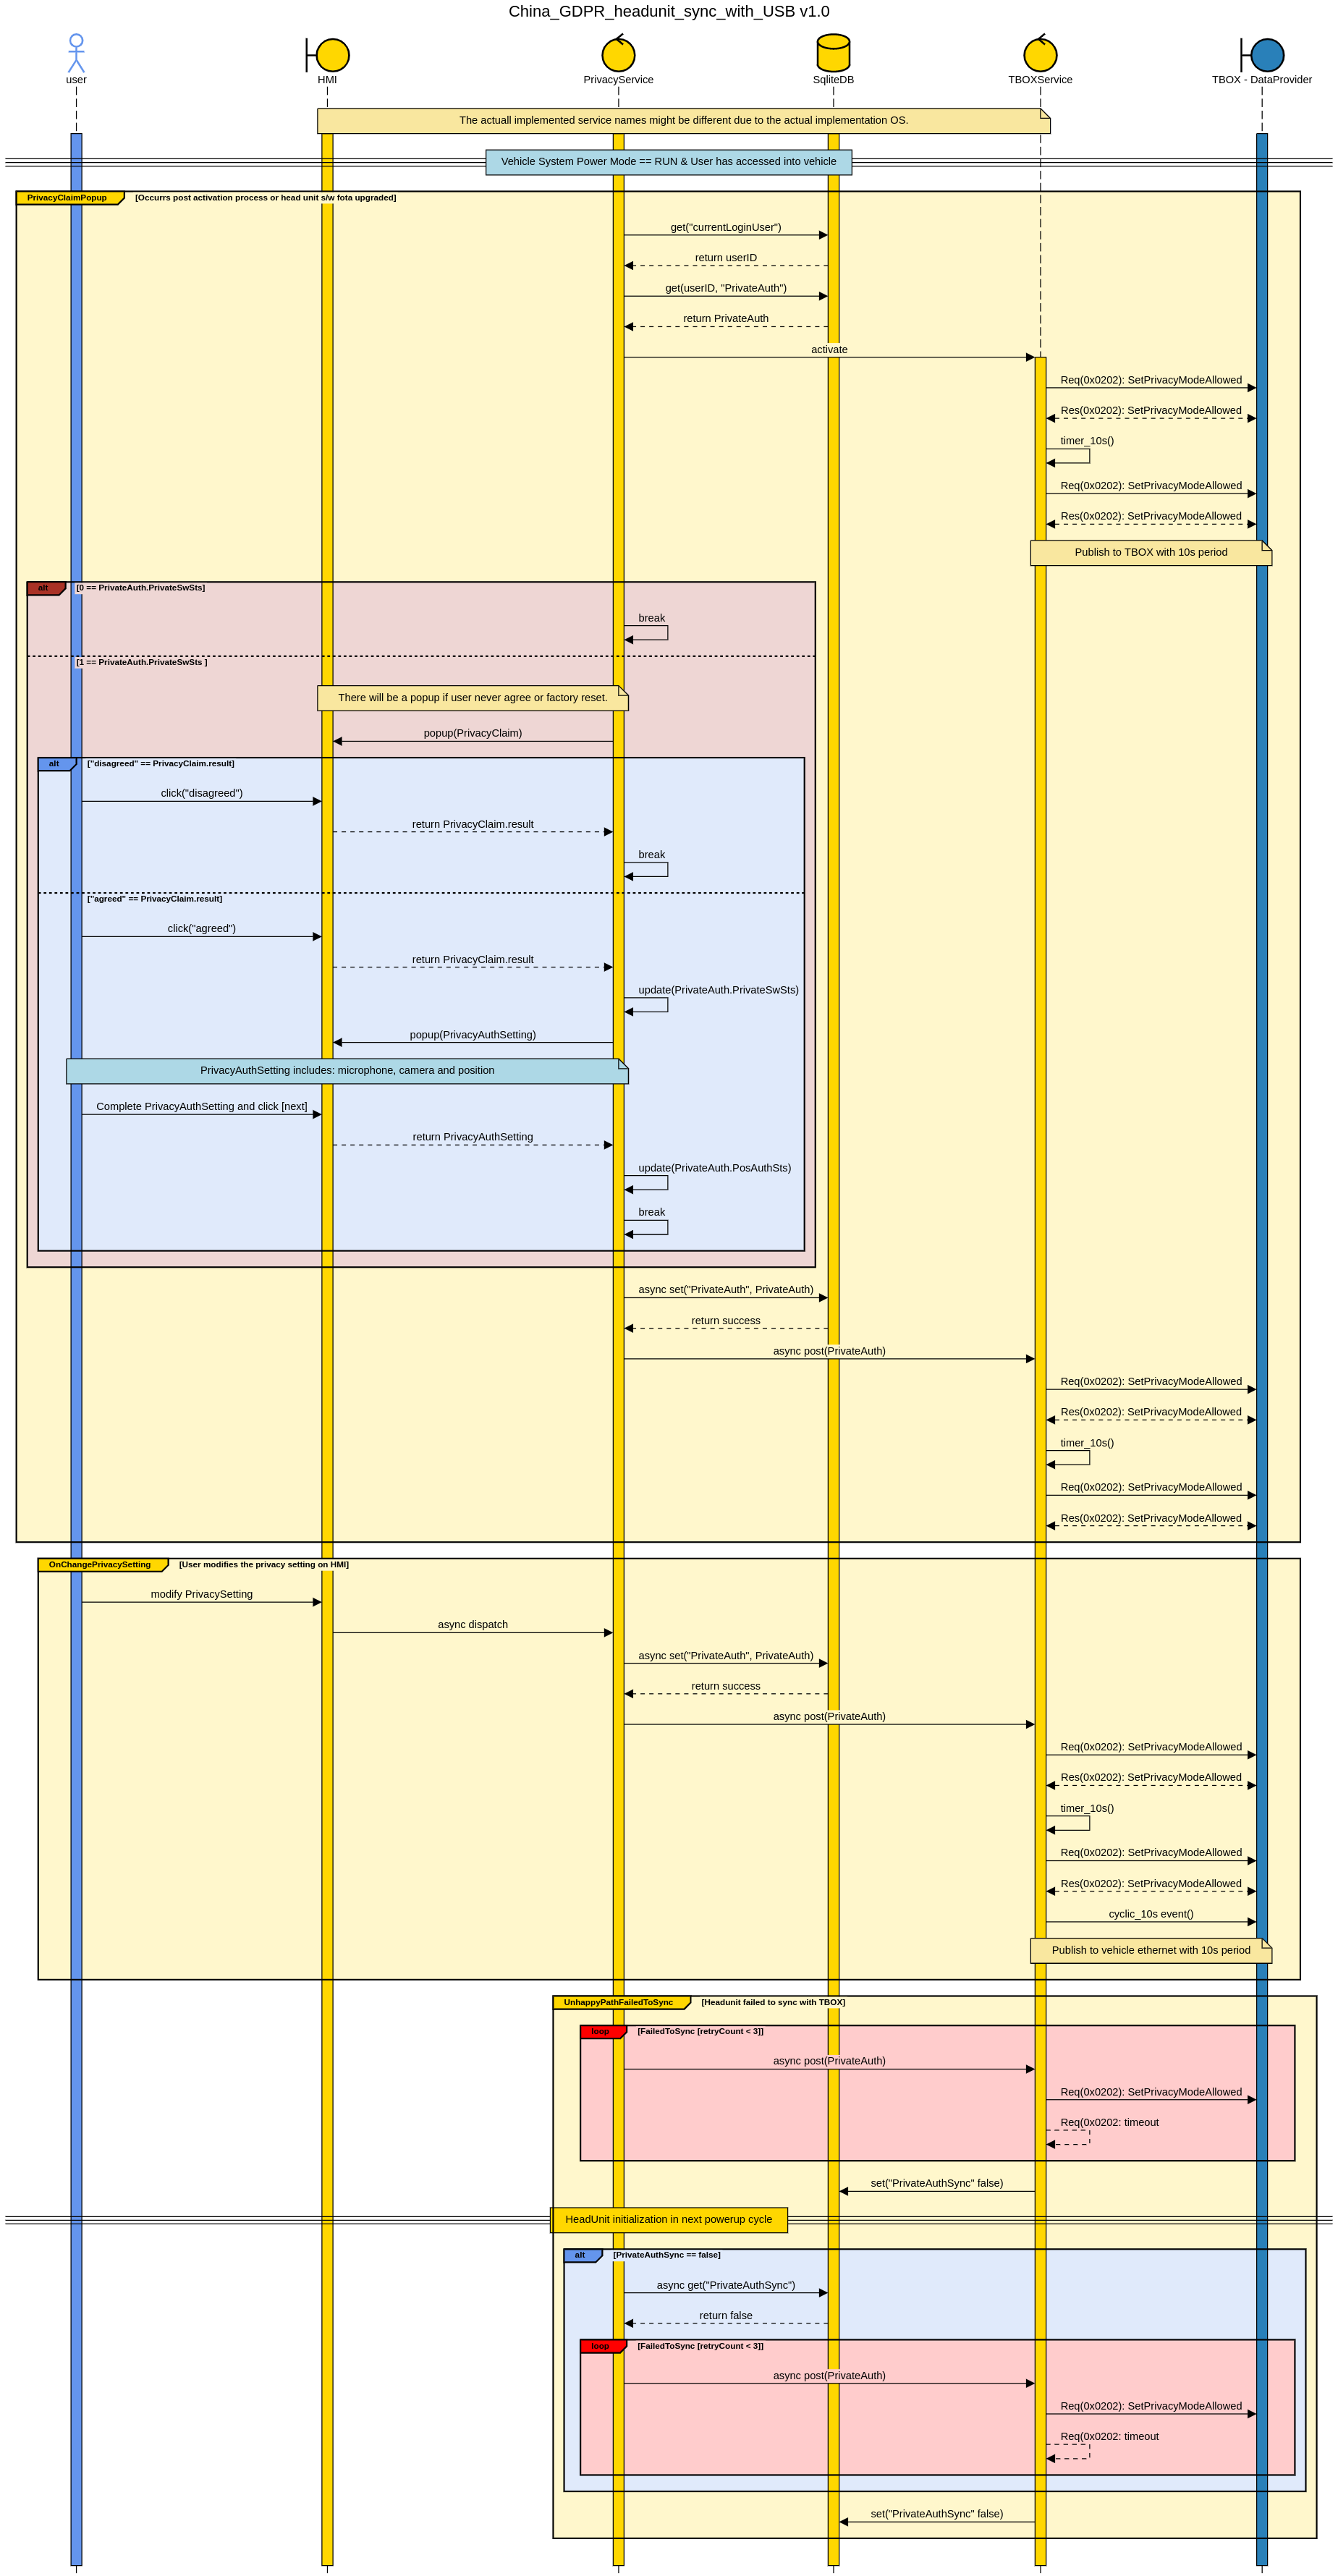 China_GDPR_headunit_sync_with_USB v1.0
user
HMI
PrivacyService
SqliteDB
TBOXService
TBOX - DataProvider
The actuall implemented service names might be different due to the actual implementation OS.
Vehicle System Power Mode == RUN & User has accessed into vehicle
PrivacyClaimPopup
[Occurrs post activation process or head unit s/w fota upgraded]
get("currentLoginUser")
return userID
get(userID, "PrivateAuth")
return PrivateAuth
activate
Req(0x0202): SetPrivacyModeAllowed
Res(0x0202): SetPrivacyModeAllowed
timer_10s()
Req(0x0202): SetPrivacyModeAllowed
Res(0x0202): SetPrivacyModeAllowed
Publish to TBOX with 10s period
alt
[0 == PrivateAuth.PrivateSwSts]
break
[1 == PrivateAuth.PrivateSwSts ]
There will be a popup if user never agree or factory reset.
popup(PrivacyClaim)
alt
["disagreed" == PrivacyClaim.result]
click("disagreed")
return PrivacyClaim.result
break
["agreed" == PrivacyClaim.result]
click("agreed")
return PrivacyClaim.result
update(PrivateAuth.PrivateSwSts)
popup(PrivacyAuthSetting)
PrivacyAuthSetting includes: microphone, camera and position
Complete PrivacyAuthSetting and click [next]
return PrivacyAuthSetting
update(PrivateAuth.PosAuthSts)
break
async set("PrivateAuth", PrivateAuth)
return success
async post(PrivateAuth)
Req(0x0202): SetPrivacyModeAllowed
Res(0x0202): SetPrivacyModeAllowed
timer_10s()
Req(0x0202): SetPrivacyModeAllowed
Res(0x0202): SetPrivacyModeAllowed
OnChangePrivacySetting
[User modifies the privacy setting on HMI]
modify PrivacySetting
async dispatch
async set("PrivateAuth", PrivateAuth)
return success
async post(PrivateAuth)
Req(0x0202): SetPrivacyModeAllowed
Res(0x0202): SetPrivacyModeAllowed
timer_10s()
Req(0x0202): SetPrivacyModeAllowed
Res(0x0202): SetPrivacyModeAllowed
cyclic_10s event()
Publish to vehicle ethernet with 10s period
UnhappyPathFailedToSync
[Headunit failed to sync with TBOX]
loop
[FailedToSync [retryCount < 3]]
async post(PrivateAuth)
Req(0x0202): SetPrivacyModeAllowed
Req(0x0202: timeout
set("PrivateAuthSync" false)
HeadUnit initialization in next powerup cycle
alt
[PrivateAuthSync == false]
async get("PrivateAuthSync")
return false
loop
[FailedToSync [retryCount < 3]]
async post(PrivateAuth)
Req(0x0202): SetPrivacyModeAllowed
Req(0x0202: timeout
set("PrivateAuthSync" false)